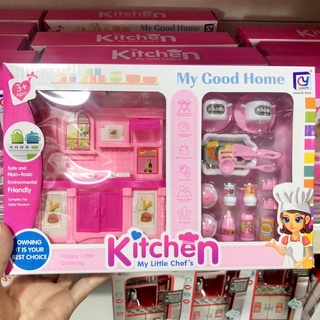 Kitchen
My Good Home
3+
Safe and
Non-toxic
Environmental
Friendly
OWNING
IT IS YOUR
BEST CHOICE
Happy Little
Cooking
Kitchen
My Little Chef's